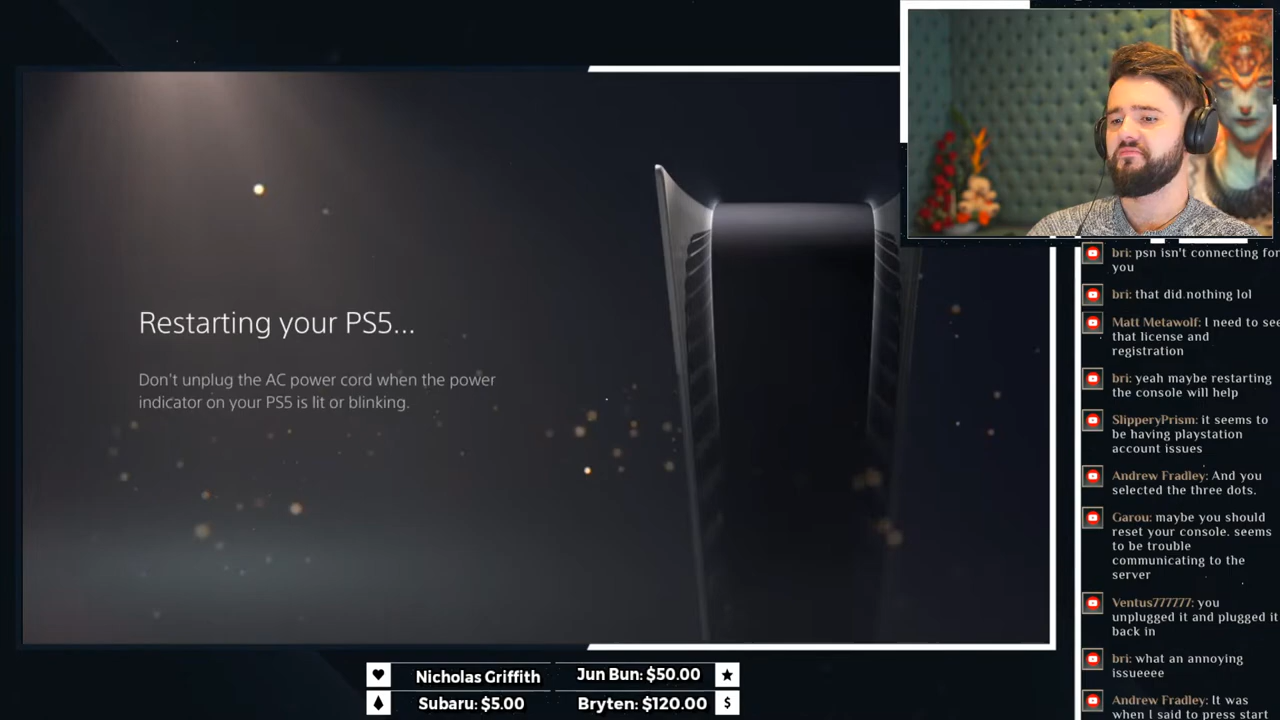 Restarting your PS5...
Don't unplug the AC power cord when the power
indicator on your PS5 is lit or blinking.
bri: psn isn't connecting for
you
bri: that did nothing lol
Matt Metawolf: I need to see
that license and
registration
bri: yeah maybe restarting
the console will help
SlipperyPrism: it seems to
be having playstation
account issues
Andrew Fradley: And you
selected the three dots.
Garou: maybe you should
reset your console. seems
to be trouble
communicating to the
server
Ventus777777: you
unplugged it and plugged it
back in
bri: what an annoying
issueeee
Andrew Fradley: It was
when I said to press start
Nicholas Griffith
Jun Bun: $50.00
Subaru: $5.00
Bryten: $120.00
$